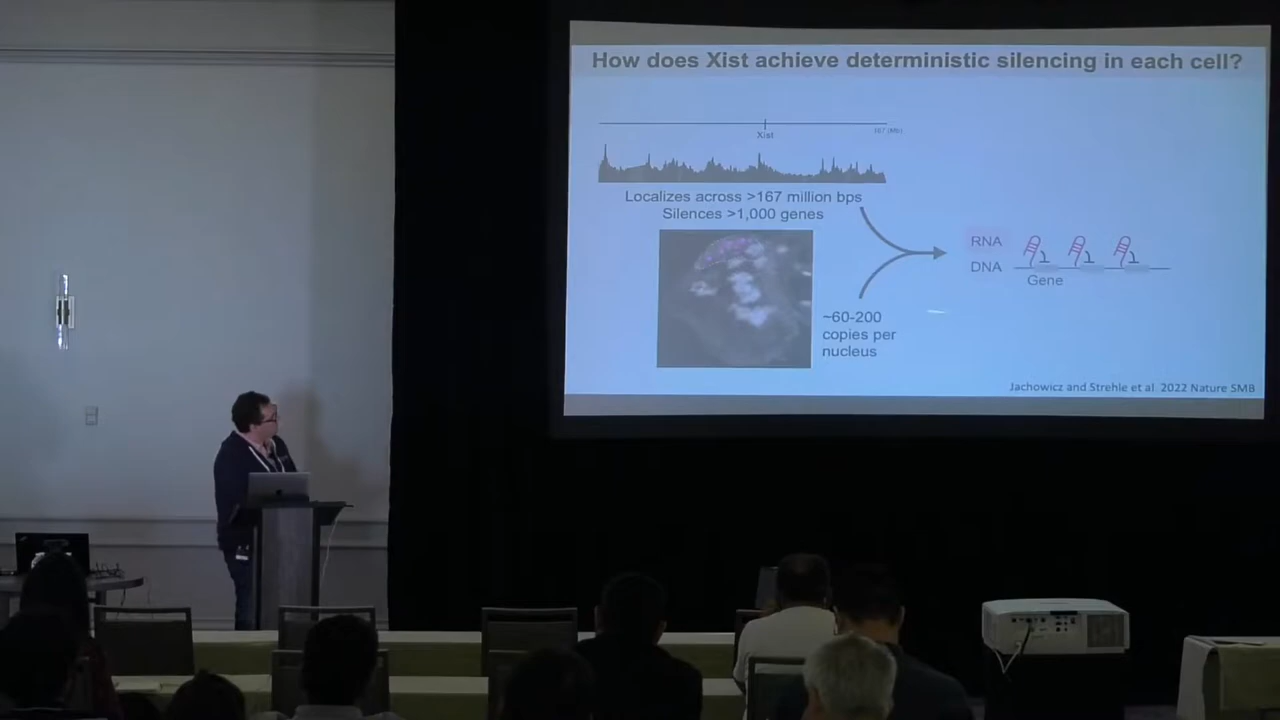 How does Xist achieve deterministic silencing in each cell?
Xist
167 (Mb)
Localizes across >167 million bps
Silences >1,000 genes
~60-200
copies per
nucleus
RNA
DNA
Gene
Jachowicz and Strehle et al. 2022 Nature SMB